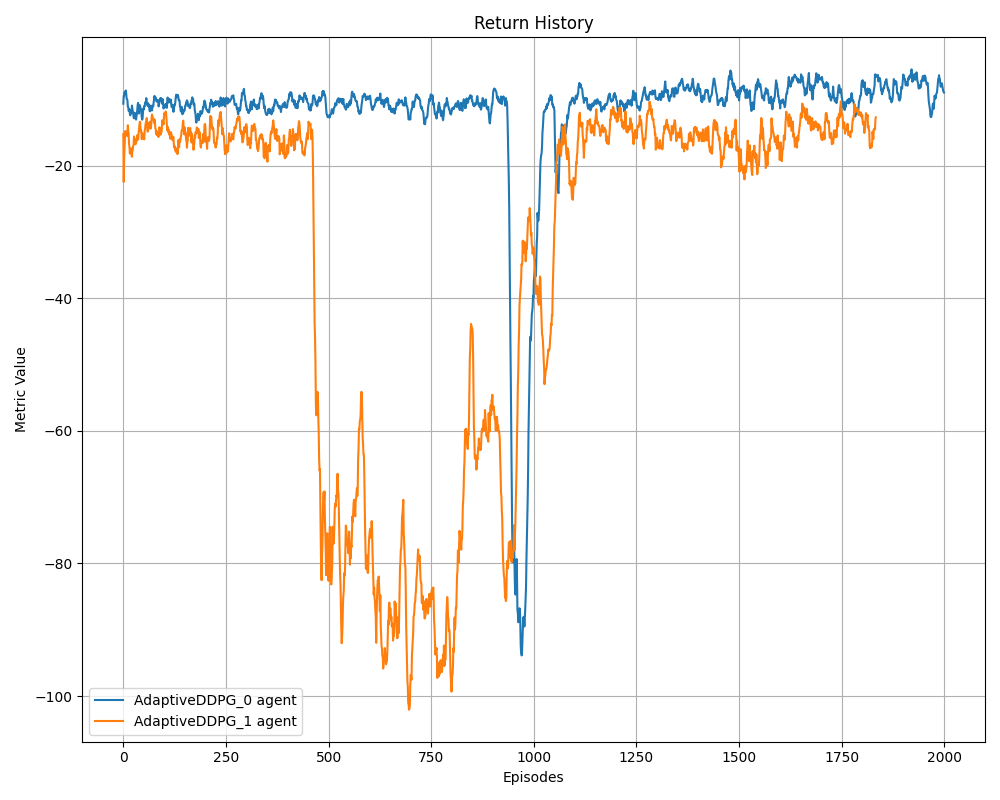 Return History
Metric Value
−20
−40
−60
−80
−100
AdaptiveDDPG_0 agent
AdaptiveDDPG_1 agent
0
250
500
750
1000
1250
1500
1750
2000
Episodes